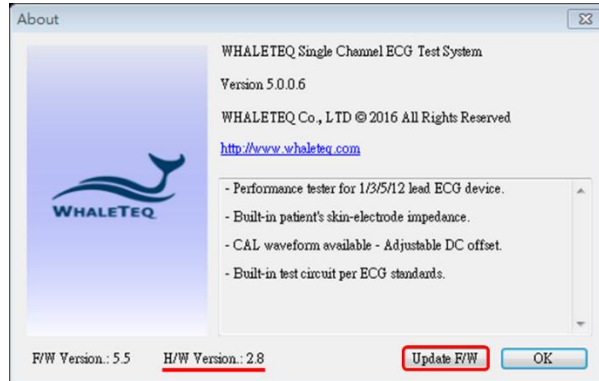 About
WHALETEQ Single Channel ECG Test System
Version 5.0.0.6
WHALETEQ Co., LTD © 2016 All Rights Reserved
http://www.whaleteq.com
WHALETEQ
- Performance tester for 1/3/5/12 lead ECG device.
- Built-in patient's skin-electrode impedance.
- CAL waveform available - Adjustable DC offset.
- Built-in test circuit per ECG standards.
F/W Version.: 5.5 H/W Version.: 2.8 Update F/W OK